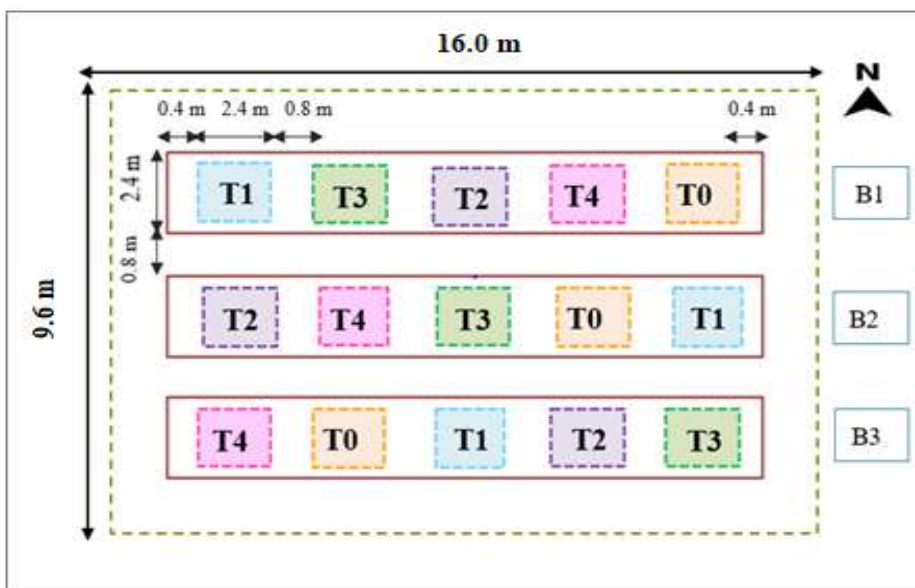 16.0 m
N
0.4 m 2.4 m 0.8 m 0.4 m
2.4 m
T1 T3 T2 T4 T0 B1
0.8 m
9.6 m
T2 T4 T3 T0 T1 B2
T4 T0 T1 T2 T3 B3